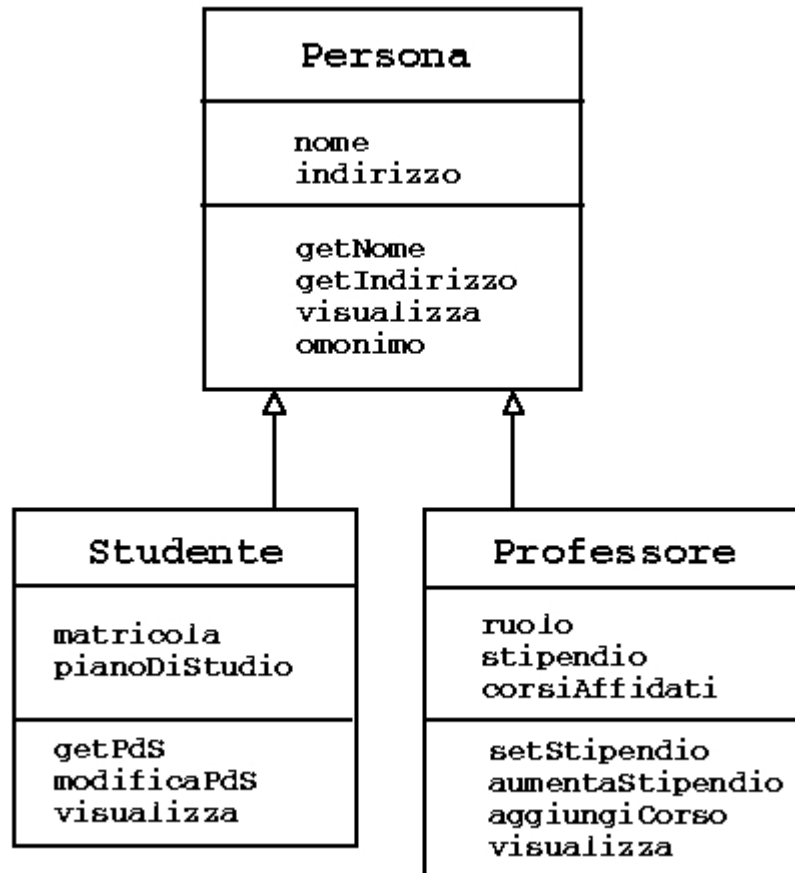 Persona
nome
indirizzo
getNome
getIndirizzo
visualizza
omonimo
Studente
matricola
pianoDiStudio
getPdS
modificaPdS
visualizza
Professore
ruolo
stipendio
corsiAffidati
setStipendio
aumentaStipendio
aggiungiCorso
visualizza